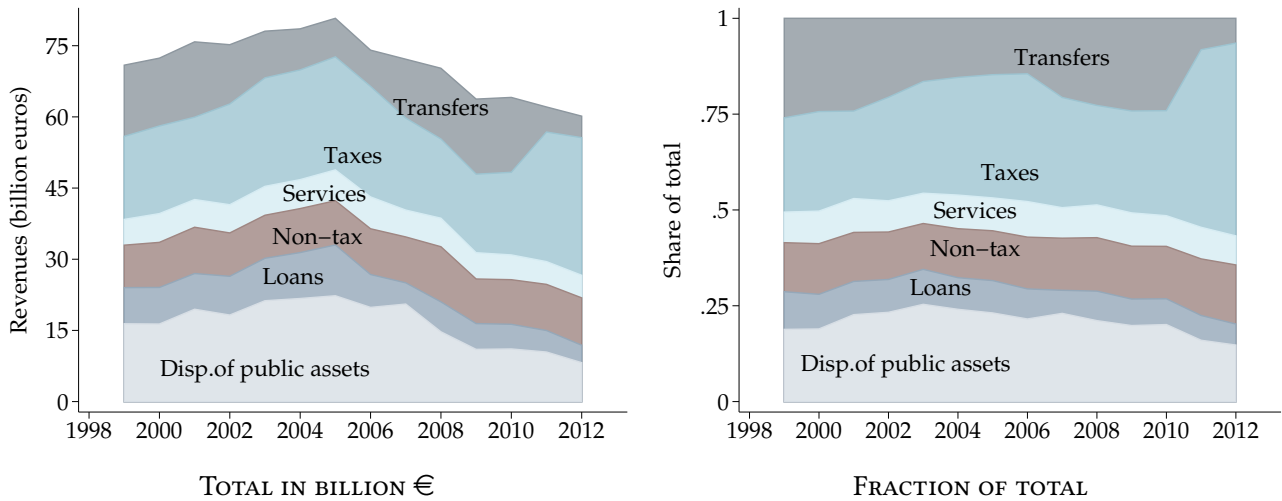 Revenues (billion euros)
75
60
45
30
15
0
Transfers
Taxes
Services
Non−tax
Loans
Disp.of public assets
1998 2000 2002 2004 2006 2008 2010 2012
Total in billion €
Share of total
1
.75
.5
.25
0
Transfers
Taxes
Services
Non−tax
Loans
Disp.of public assets
1998 2000 2002 2004 2006 2008 2010 2012
Fraction of total